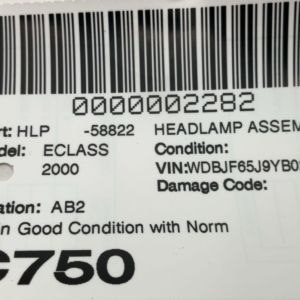 0000002282
rt: HLP -58822 HEADLAMP ASSEM
del: ECLASS Condition:
2000 VIN:WDBJF65J9YB0
Damage Code:
ation: AB2
n Good Condition with Norm
C750